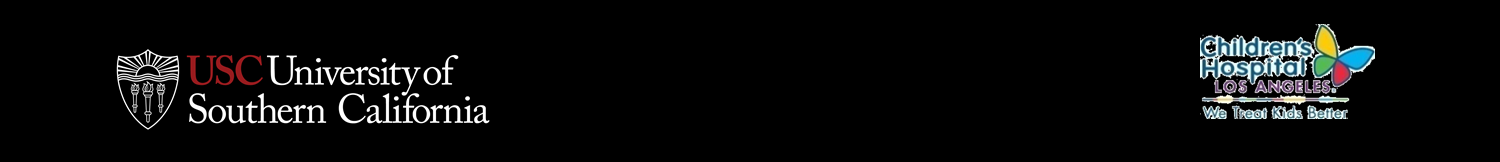 USC University of
Southern California
Children's
Hospital
LOS ANGELES.
We Treat Kids Better